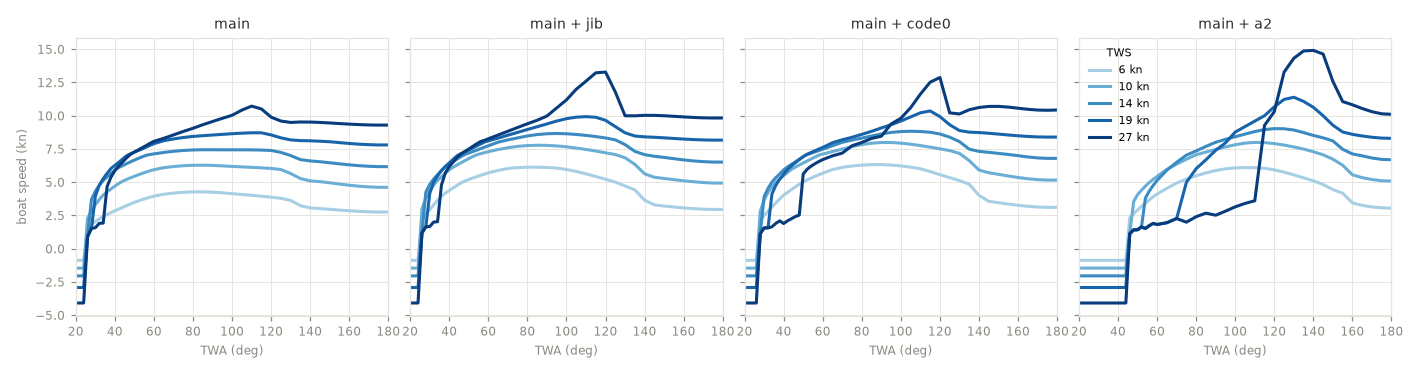 main
main + jib
main + code0
main + a2
15.0
12.5
10.0
7.5
5.0
2.5
0.0
−2.5
−5.0
boat speed (kn)
TWS
6 kn
10 kn
14 kn
19 kn
27 kn
20 40 60 80 100 120 140 160 180
20 40 60 80 100 120 140 160 180
20 40 60 80 100 120 140 160 180
20 40 60 80 100 120 140 160 180
TWA (deg)
TWA (deg)
TWA (deg)
TWA (deg)